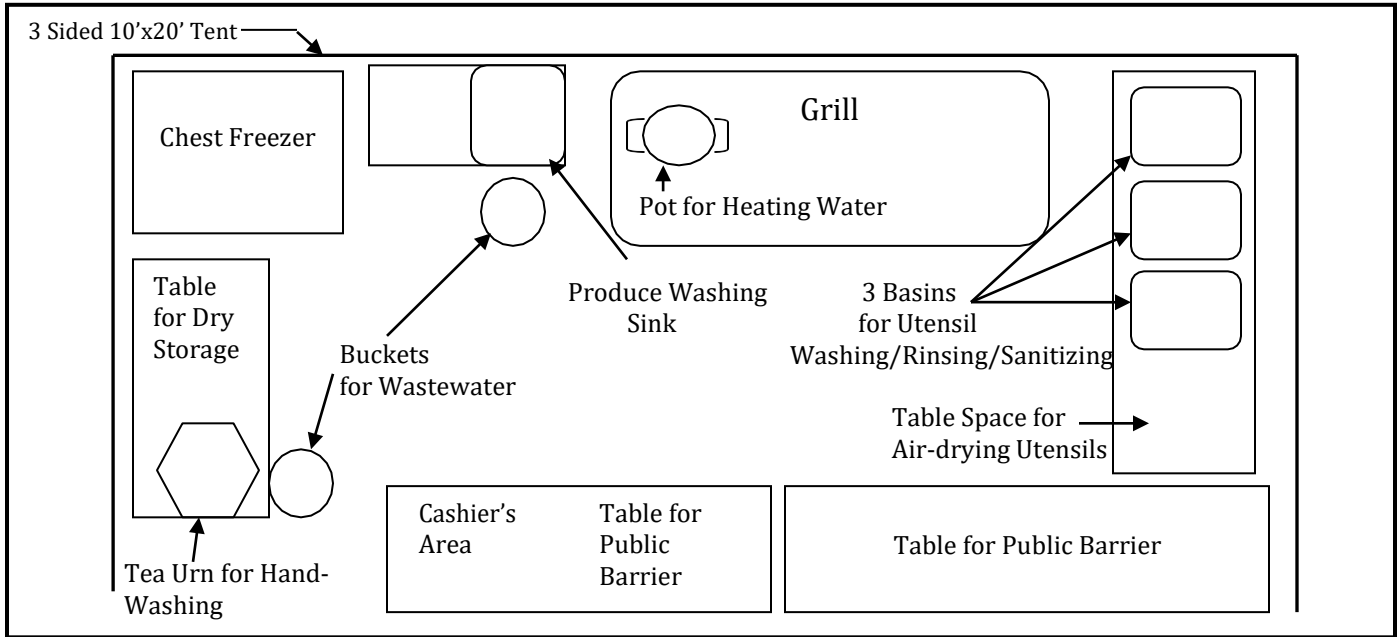 3 Sided 10’x20’ Tent
Chest Freezer
Grill
Pot for Heating Water
Table
for Dry
Storage
Produce Washing
Sink
3 Basins
for Utensil
Washing/Rinsing/Sanitizing
Buckets
for Wastewater
Table Space for
Air-drying Utensils
Cashier’s
Area
Table for
Public
Barrier
Table for Public Barrier
Tea Urn for Hand-
Washing